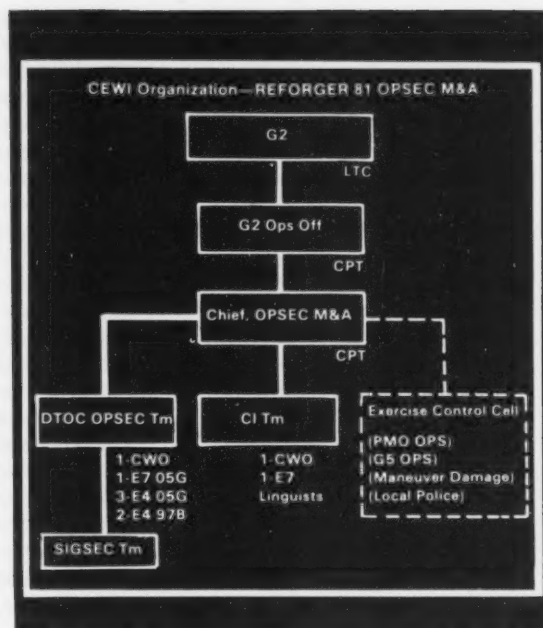 CEWI Organization—REFORGER 81 OPSEC M&A
G2
LTC
G2 Ops Off
CPT
Chief, OPSEC M&A
CPT
DTOC OPSEC Tm
1-CWO
1-E7 05G
3-E4 05G
2-E4 97B
SIGSEC Tm
CI Tm
1-CWO
1-E7
Linguists
Exercise Control Cell
(PMO OPS)
(G5 OPS)
(Maneuver Damage)
(Local Police)